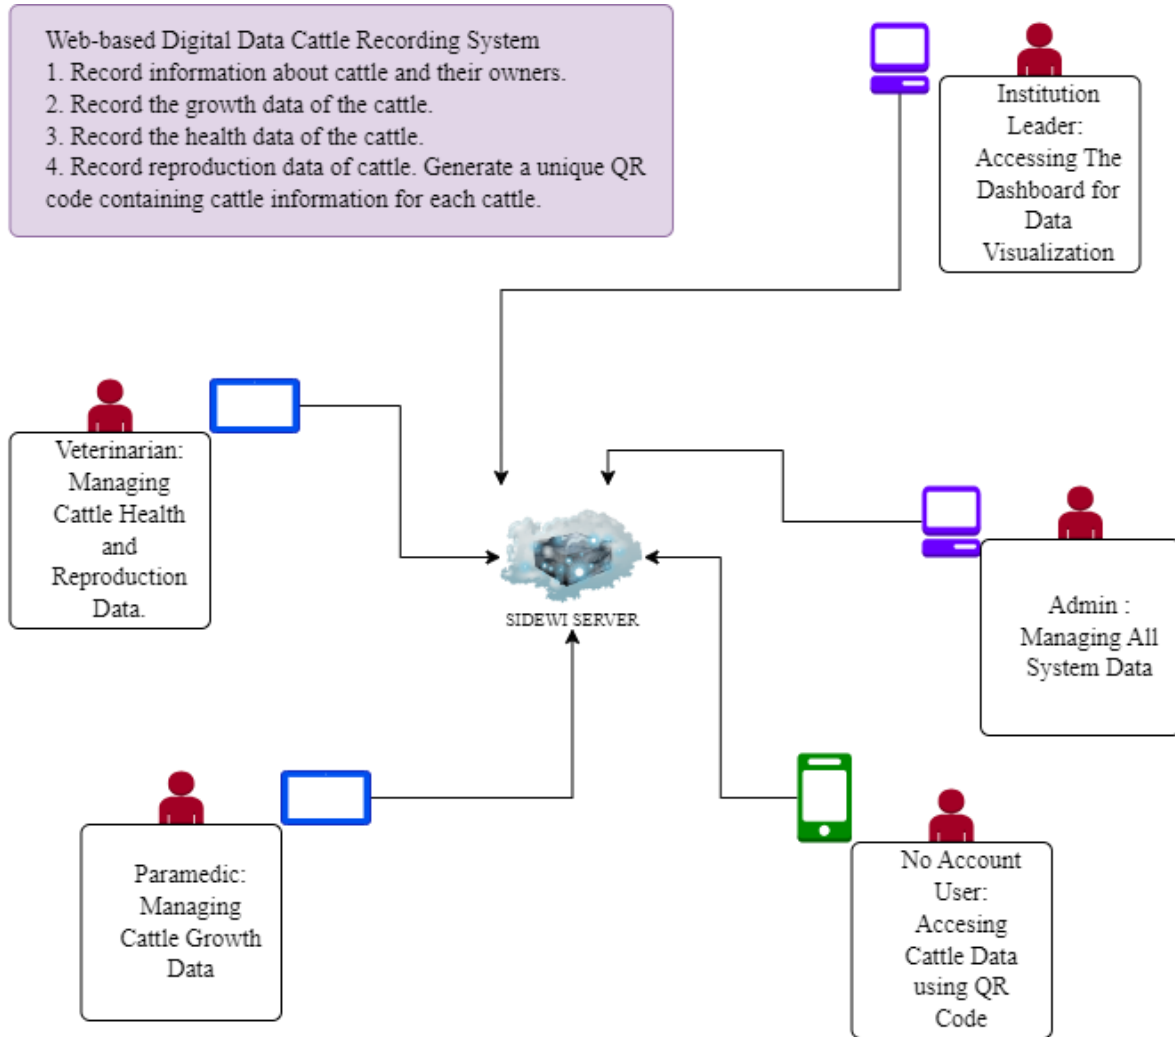 Web-based Digital Data Cattle Recording System
1. Record information about cattle and their owners.
2. Record the growth data of the cattle.
3. Record the health data of the cattle.
4. Record reproduction data of cattle. Generate a unique QR
code containing cattle information for each cattle.
Institution
Leader:
Accessing The
Dashboard for
Data
Visualization
Veterinarian:
Managing
Cattle Health
and
Reproduction
Data.
SIDEWI SERVER
Admin :
Managing All
System Data
Paramedic:
Managing
Cattle Growth
Data
No Account
User:
Accesing
Cattle Data
using QR
Code